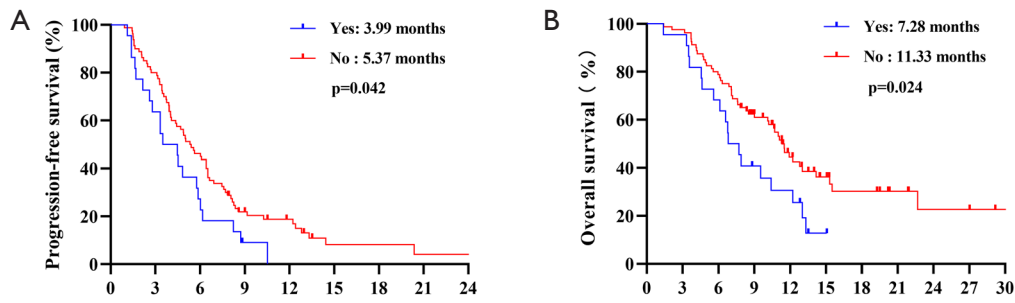 A
Progression-free survival (%)
100
80
60
40
20
0
0 3 6 9 12 15 18 21 24
Yes: 3.99 months
No : 5.37 months
p=0.042
B
Overall survival ( %)
100
80
60
40
20
0
0 3 6 9 12 15 18 21 24 27 30
Yes: 7.28 months
No : 11.33 months
p=0.024